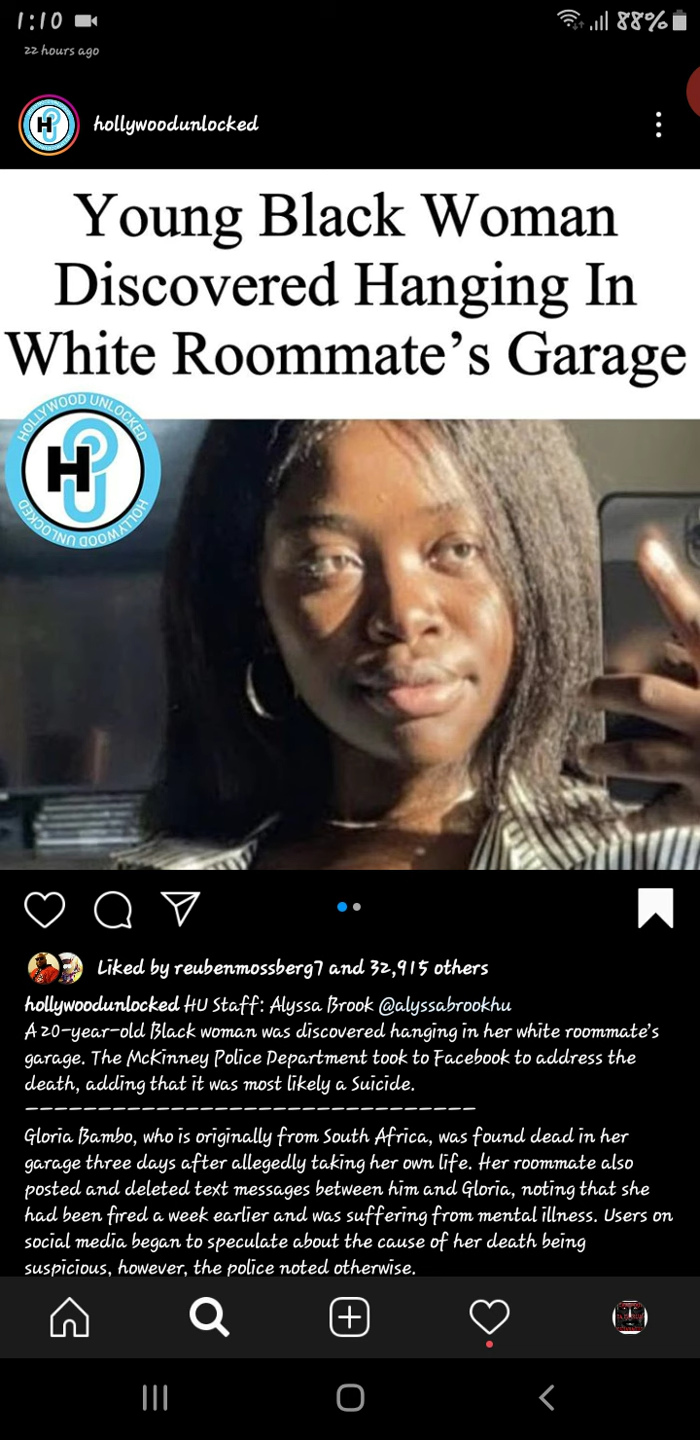 1:10
88%
22 hours ago
hollywoodunlocked
Young Black Woman
Discovered Hanging In
White Roommate's Garage
HOLLYWOOD UNLOCKED
H
HOLLYWOOD UNLOCKED
Liked by reubenmossberg7 and 32,915 others
hollywoodunlocked HU Staff: Alyssa Brook @alyssabrookhu
A 20-year-old Black woman was discovered hanging in her white roommate's
garage. The McKinney Police Department took to Facebook to address the
death, adding that it was most likely a Suicide.
--------------------------------
Gloria Bambo, who is originally from South Africa, was found dead in her
garage three days after allegedly taking her own life. Her roommate also
posted and deleted text messages between him and Gloria, noting that she
had been fired a week earlier and was suffering from mental illness. Users on
social media began to speculate about the cause of her death being
suspicious, however, the police noted otherwise.